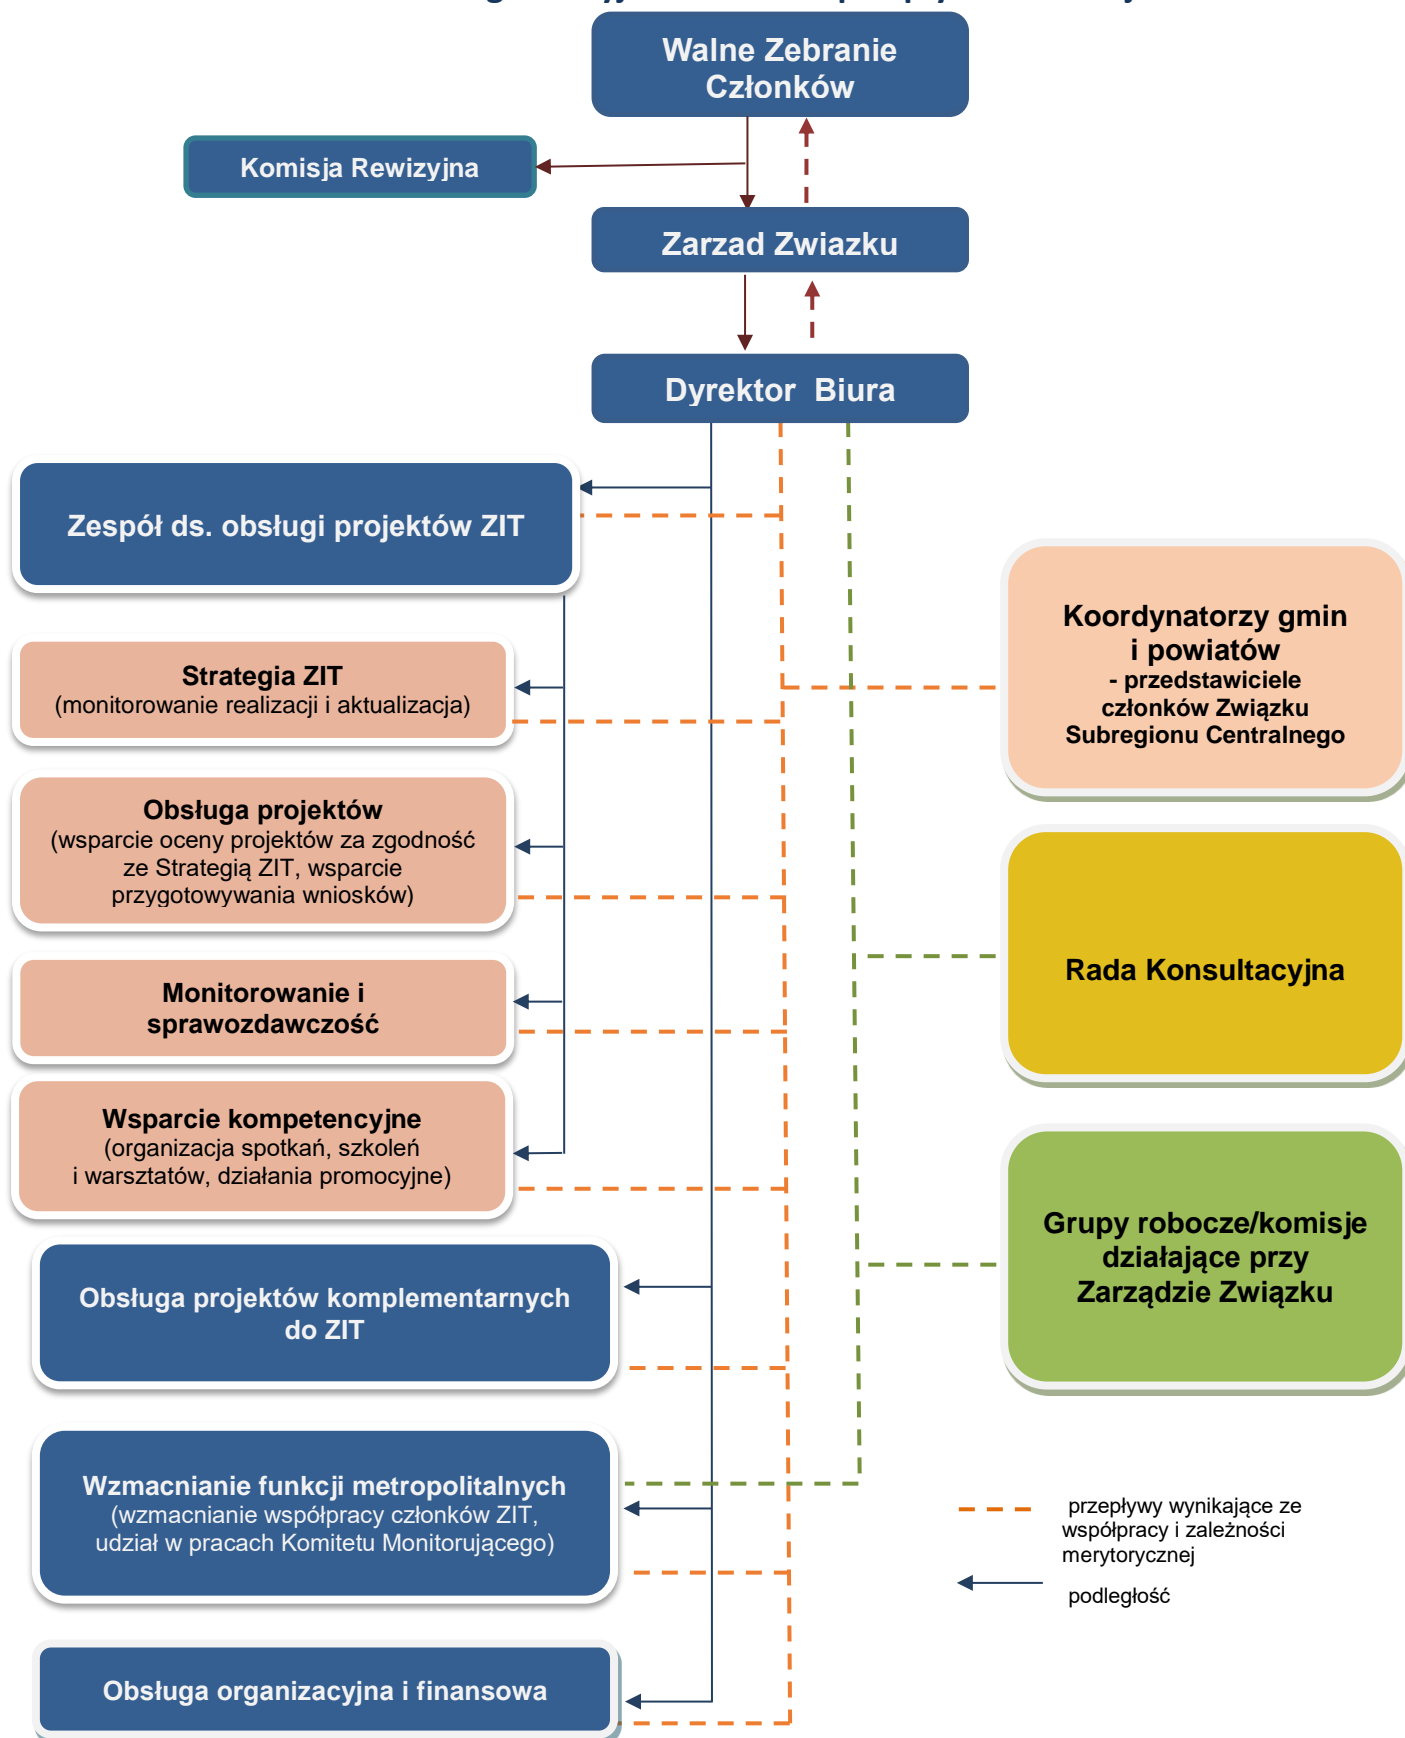 Walne Zebranie
Członków
Komisja Rewizyjna
Zarzad Zwiazku
Dyrektor Biura
Zespół ds. obsługi projektów ZIT
Strategia ZIT
(monitorowanie realizacji i aktualizacja)
Obsługa projektów
(wsparcie oceny projektów za zgodność
ze Strategią ZIT, wsparcie
przygotowywania wniosków)
Monitorowanie i
sprawozdawczość
Wsparcie kompetencyjne
(organizacja spotkań, szkoleń
i warsztatów, działania promocyjne)
Obsługa projektów komplementarnych
do ZIT
Wzmacnianie funkcji metropolitalnych
(wzmacnianie współpracy członków ZIT,
udział w pracach Komitetu Monitorującego)
Obsługa organizacyjna i finansowa
Koordynatorzy gmin
i powiatów
- przedstawiciele
członków Związku
Subregionu Centralnego
Rada Konsultacyjna
Grupy robocze/komisje
działające przy
Zarządzie Związku
przepływy wynikające ze
współpracy i zależności
merytorycznej
podległość